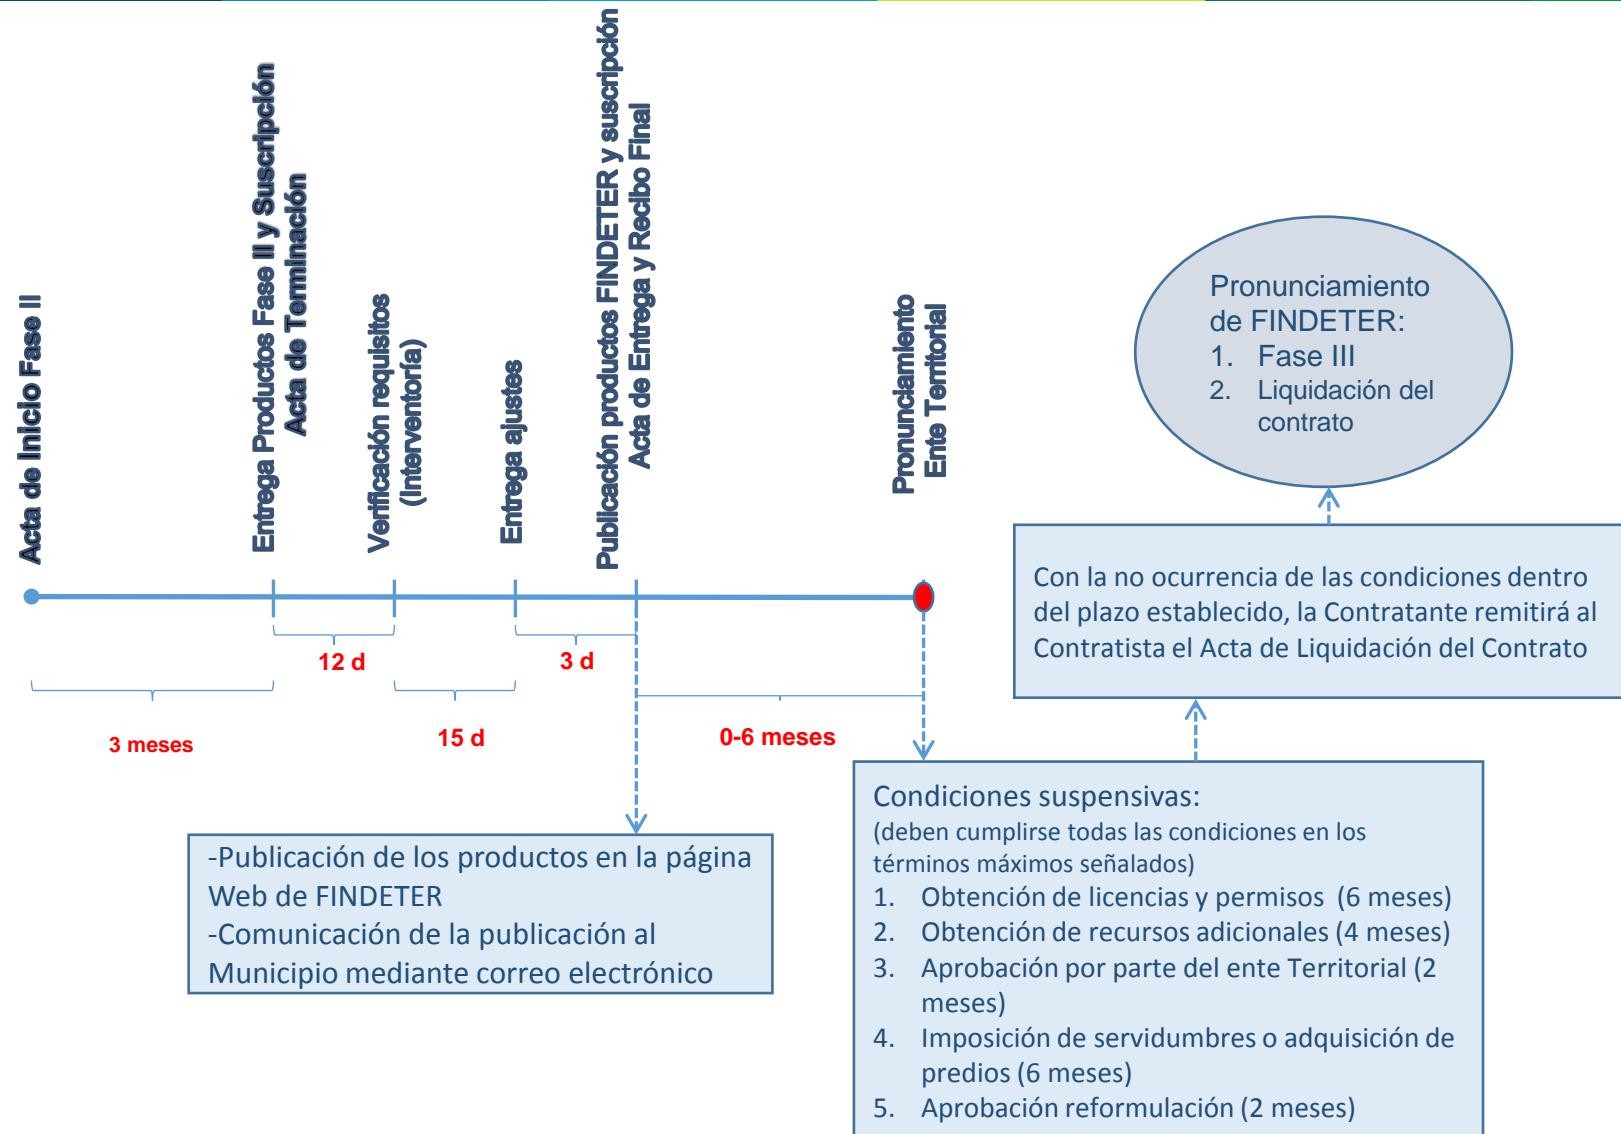 Acta de Inicio Fase II
Entrega Productos Fase II y Suscripción
Acta de Terminación
Verificación requisitos
(Interventoría)
Entrega ajustes
Publicación productos FINDETER y suscripción
Acta de Entrega y Recibo Final
Pronunciamiento
Ente Territorial
12 d
3 d
3 meses
15 d
0-6 meses
-Publicación de los productos en la página
Web de FINDETER
-Comunicación de la publicación al
Municipio mediante correo electrónico
Condiciones suspensivas:
(deben cumplirse todas las condiciones en los
términos máximos señalados)
1. Obtención de licencias y permisos (6 meses)
2. Obtención de recursos adicionales (4 meses)
3. Aprobación por parte del ente Territorial (2
meses)
4. Imposición de servidumbres o adquisición de
predios (6 meses)
5. Aprobación reformulación (2 meses)
Con la no ocurrencia de las condiciones dentro
del plazo establecido, la Contratante remitirá al
Contratista el Acta de Liquidación del Contrato
Pronunciamiento
de FINDETER:
1. Fase III
2. Liquidación del
contrato